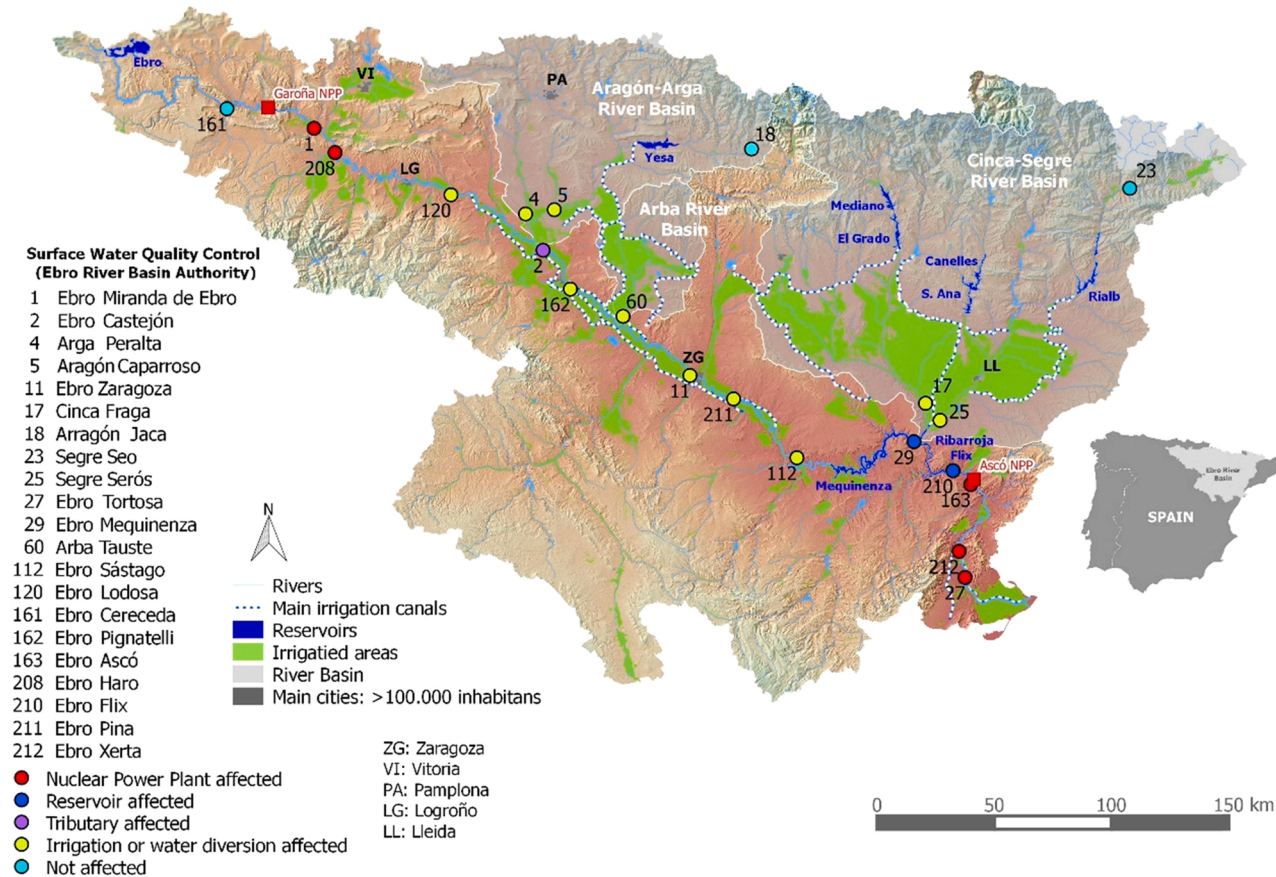 Ebro
VI
Garoña NPP
161
1
208
LG
120
PA
Aragón-Arga
River Basin
18
Yesa
4
5
Arba River
Basin
2
162
60
Cinca-Segre
River Basin
23
Mediano
El Grado
Canelles
S. Ana
Rialb
ZG
11
211
LL
17
25
112
Mequinenza
29
Ribarroja
Flix
Ascó NPP
210
163
212
27
Surface Water Quality Control
(Ebro River Basin Authority)
1 Ebro Miranda de Ebro
2 Ebro Castejón
4 Arga Peralta
5 Aragón Caparroso
11 Ebro Zaragoza
17 Cinca Fraga
18 Arragón Jaca
23 Segre Seo
25 Segre Serós
27 Ebro Tortosa
29 Ebro Mequinenza
60 Arba Tauste
112 Ebro Sástago
120 Ebro Lodosa
161 Ebro Cereceda
162 Ebro Pignatelli
163 Ebro Ascó
208 Ebro Haro
210 Ebro Flix
211 Ebro Pina
212 Ebro Xerta
Nuclear Power Plant affected
Reservoir affected
Tributary affected
Irrigation or water diversion affected
Not affected
N
Rivers
Main irrigation canals
Reservoirs
Irrigatied areas
River Basin
Main cities: >100.000 inhabitans
ZG: Zaragoza
VI: Vitoria
PA: Pamplona
LG: Logroño
LL: Lleida
Ebro River
Basin
SPAIN
0 50 100 150 km